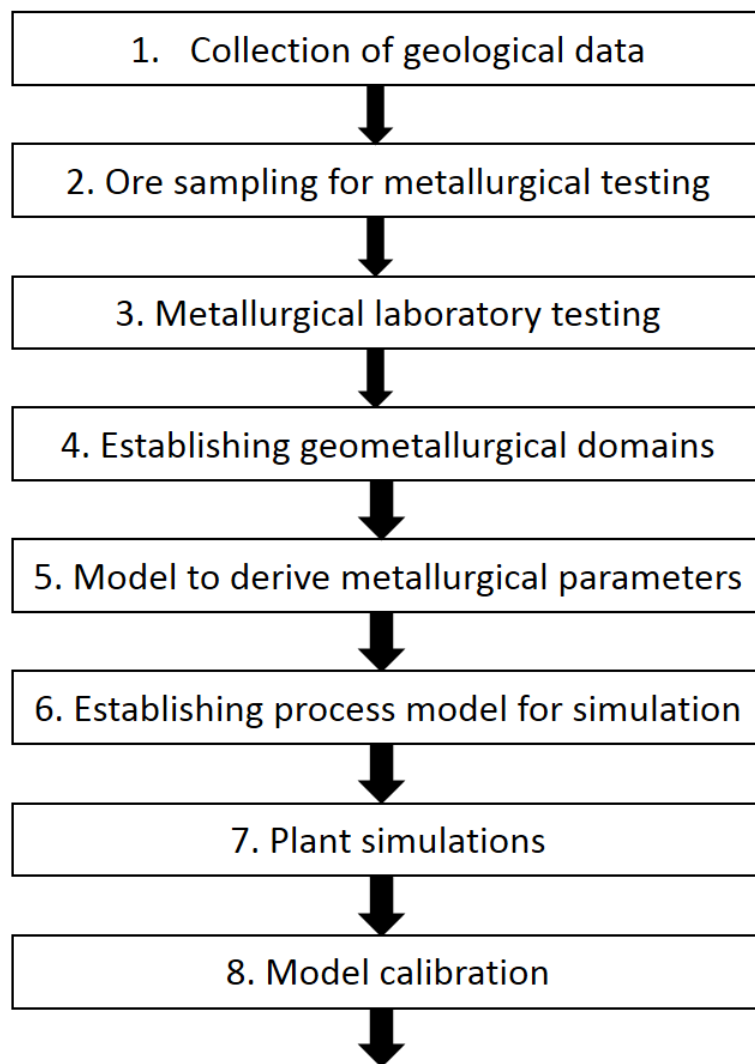 1. Collection of geological data
2. Ore sampling for metallurgical testing
3. Metallurgical laboratory testing
4. Establishing geometallurgical domains
5. Model to derive metallurgical parameters
6. Establishing process model for simulation
7. Plant simulations
8. Model calibration